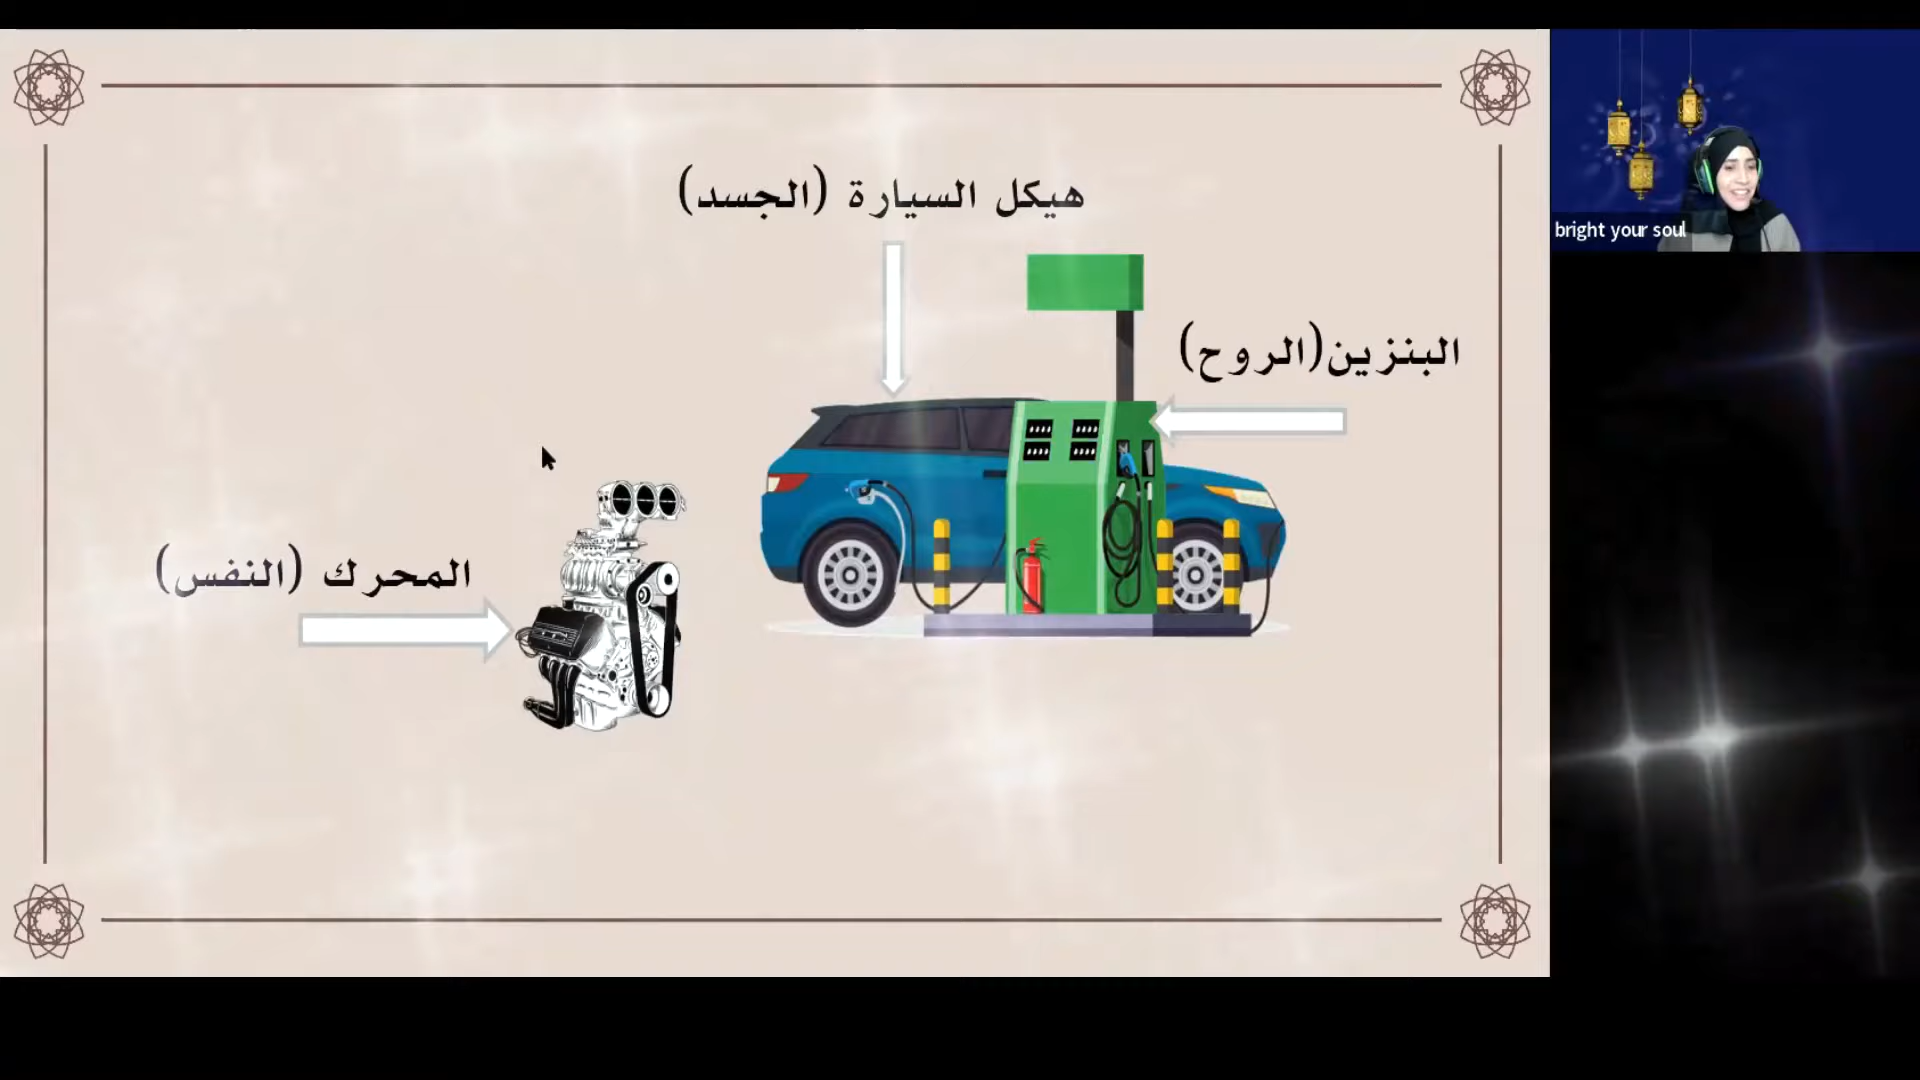 هيكل السيارة (الجسد)
البنزين(الروح)
المحرك (النفس)
bright your soul